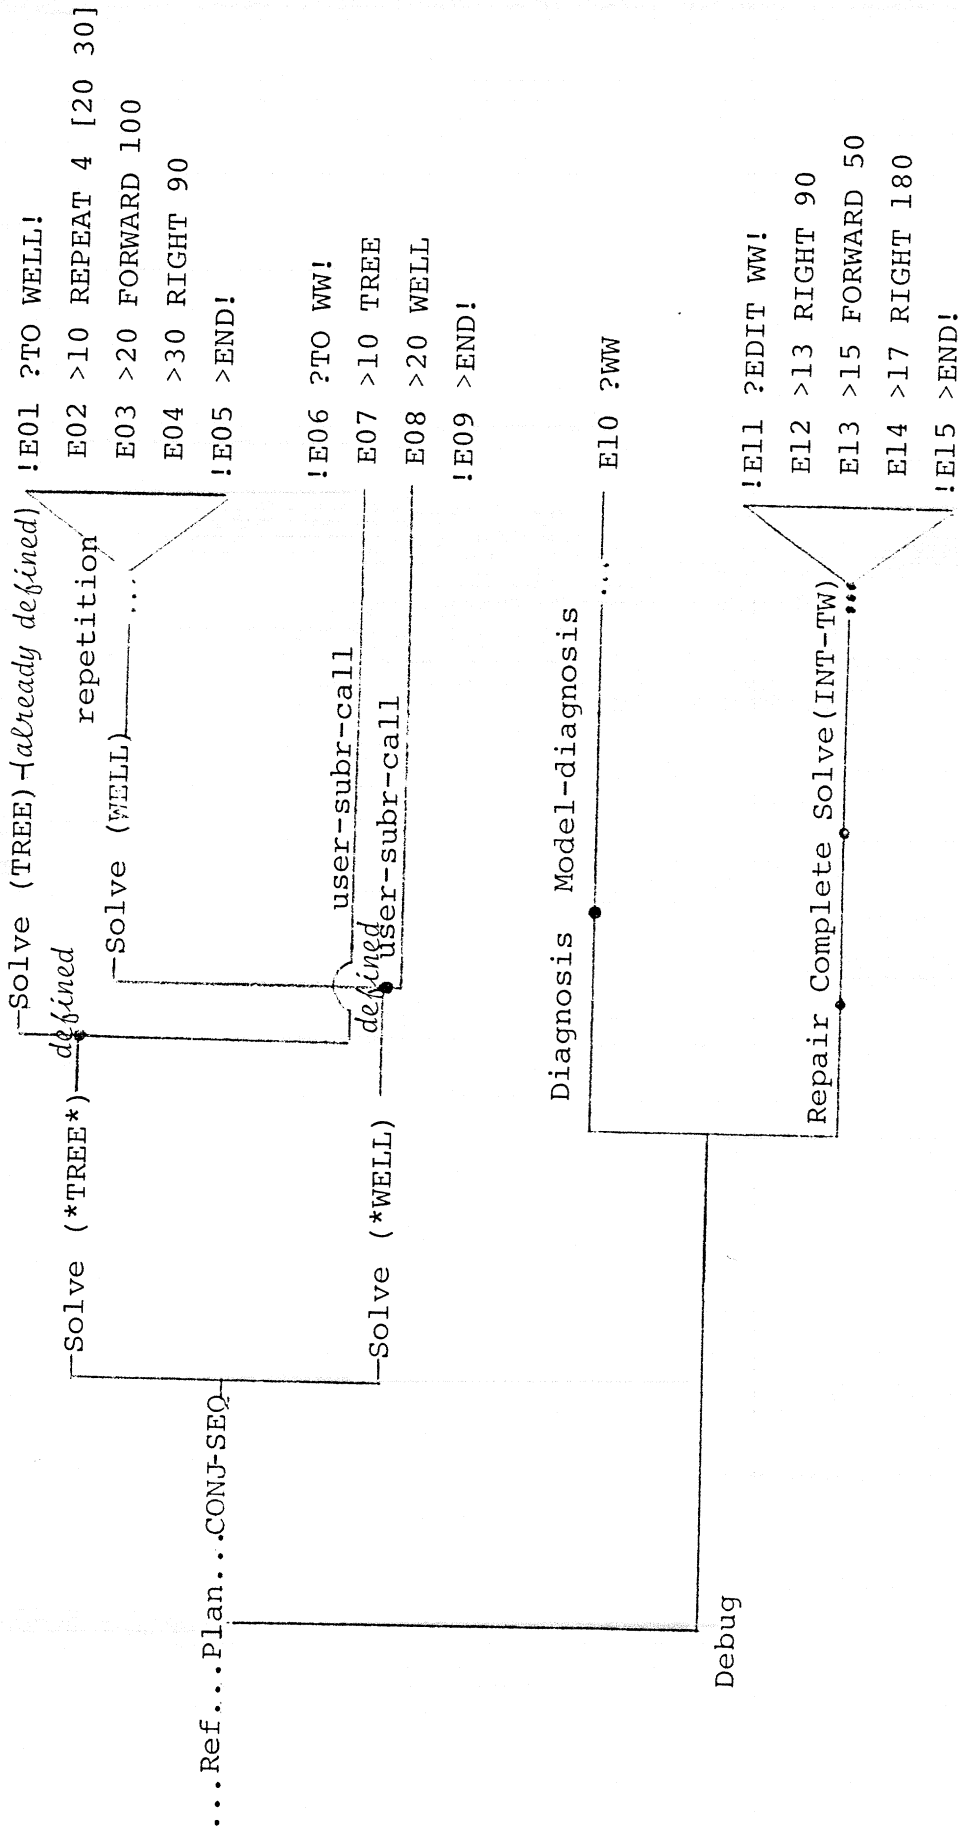 Solve (TREE) (already defined)
!E01 ?TO WELL!
E02 >10 REPEAT 4 [20 30]
repetition
E03 >20 FORWARD 100
Solve (WELL) ...
E04 >30 RIGHT 90
!E05 >END!
defined
Solve (*TREE*)
!E06 ?TO WW!
user-subr-call
E07 >10 TREE
defined
user-subr-call
E08 >20 WELL
Solve (*WELL)
!E09 >END!
...Ref...Plan...CONJ-SEQ
Diagnosis Model-diagnosis
... E10 ?WW
Debug
!E11 ?EDIT WW!
E12 >13 RIGHT 90
Repair Complete Solve(INT-TW)
...
E13 >15 FORWARD 50
E14 >17 RIGHT 180
!E15 >END!